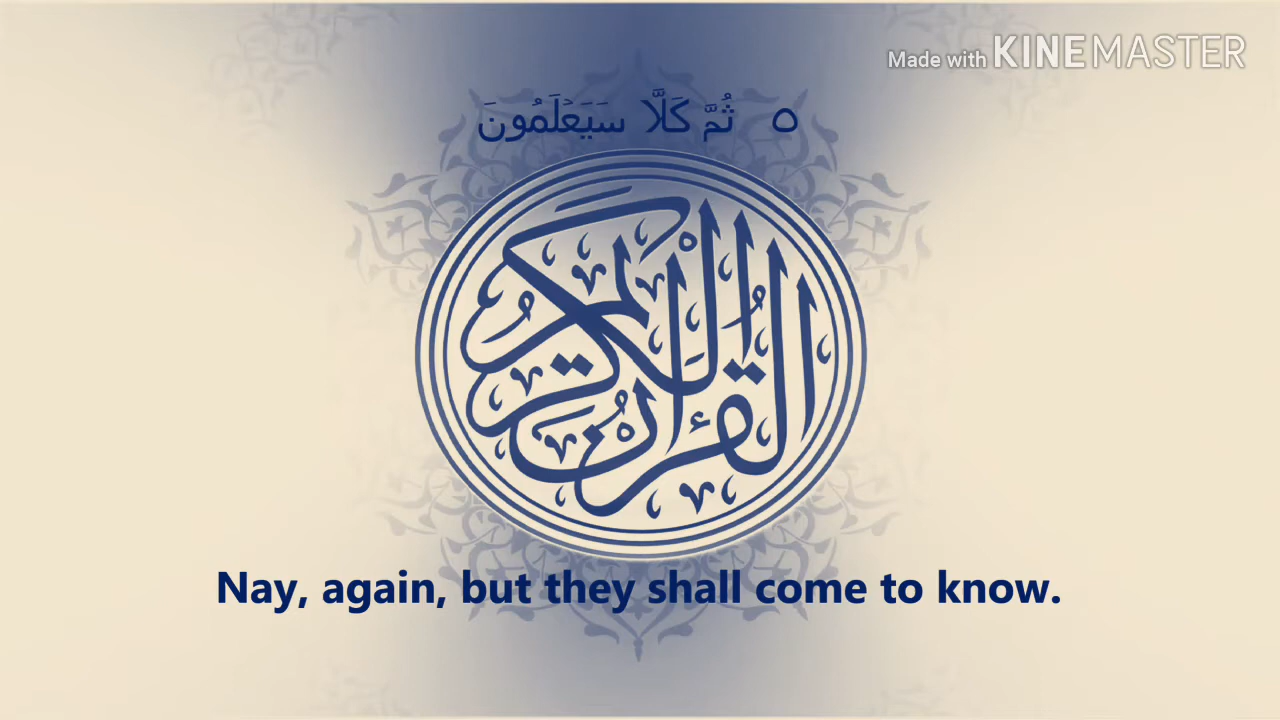 Made with KINEMASTER
٥ ثُمَّ كَلَّا سَيَعْلَمُونَ
القرآن الكريم
Nay, again, but they shall come to know.